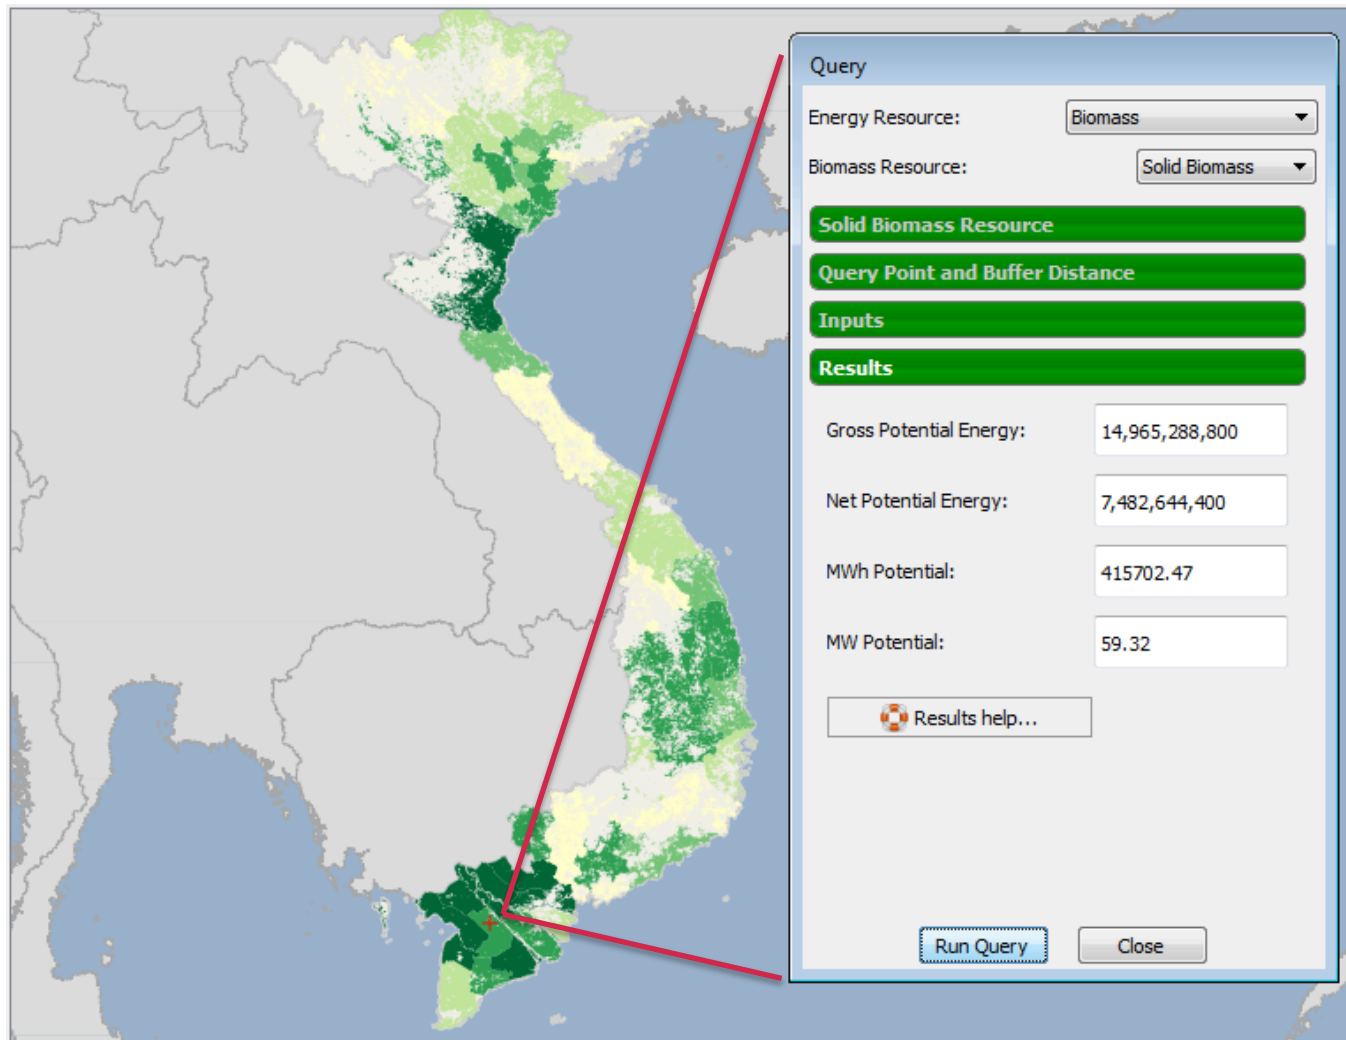 Query
Energy Resource: Biomass
Biomass Resource: Solid Biomass
Solid Biomass Resource
Query Point and Buffer Distance
Inputs
Results
Gross Potential Energy: 14,965,288,800
Net Potential Energy: 7,482,644,400
MWh Potential: 415702.47
MW Potential: 59.32
Results help...
Run Query Close